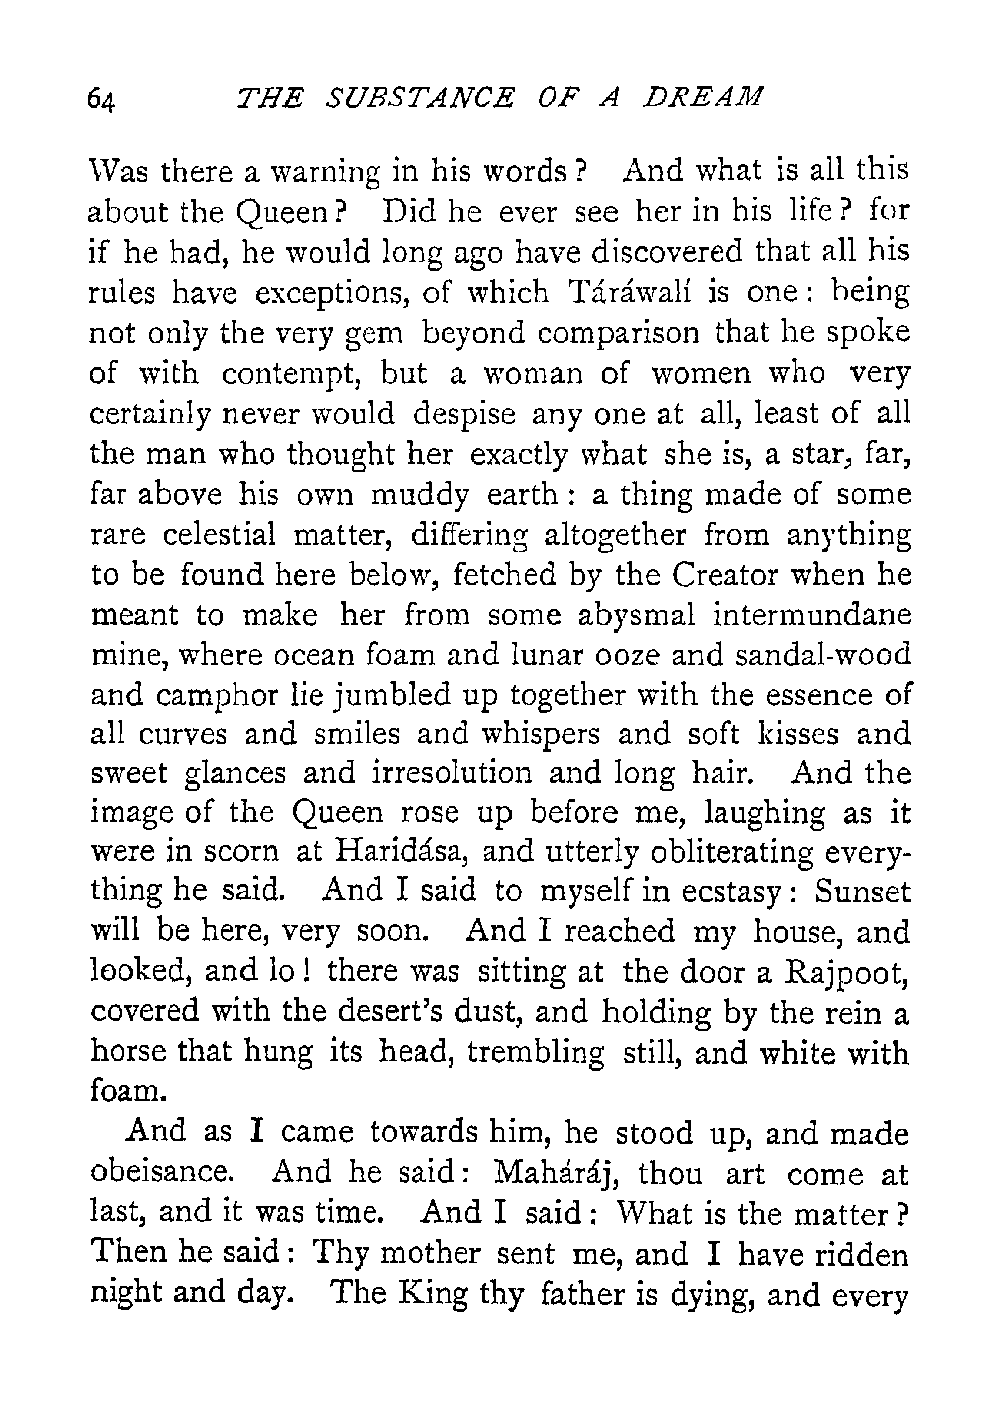 64 THE SUBSTANCE OF A DREAM
Was there a warning in his words? And what is all this
about the Queen? Did he ever see her in his life? for
if he had, he would long ago have discovered that all his
rules have exceptions, of which Táráwalí is one: being
not only the very gem beyond comparison that he spoke
of with contempt, but a woman of women who very
certainly never would despise any one at all, least of all
the man who thought her exactly what she is, a star, far,
far above his own muddy earth: a thing made of some
rare celestial matter, differing altogether from anything
to be found here below, fetched by the Creator when he
meant to make her from some abysmal intermundane
mine, where ocean foam and lunar ooze and sandal-wood
and camphor lie jumbled up together with the essence of
all curves and smiles and whispers and soft kisses and
sweet glances and irresolution and long hair. And the
image of the Queen rose up before me, laughing as it
were in scorn at Haridása, and utterly obliterating every-
thing he said. And I said to myself in ecstasy: Sunset
will be here, very soon. And I reached my house, and
looked, and lo! there was sitting at the door a Rajpoot,
covered with the desert's dust, and holding by the rein a
horse that hung its head, trembling still, and white with
foam.
And as I came towards him, he stood up, and made
obeisance. And he said: Maháráj, thou art come at
last, and it was time. And I said: What is the matter?
Then he said: Thy mother sent me, and I have ridden
night and day. The King thy father is dying, and every